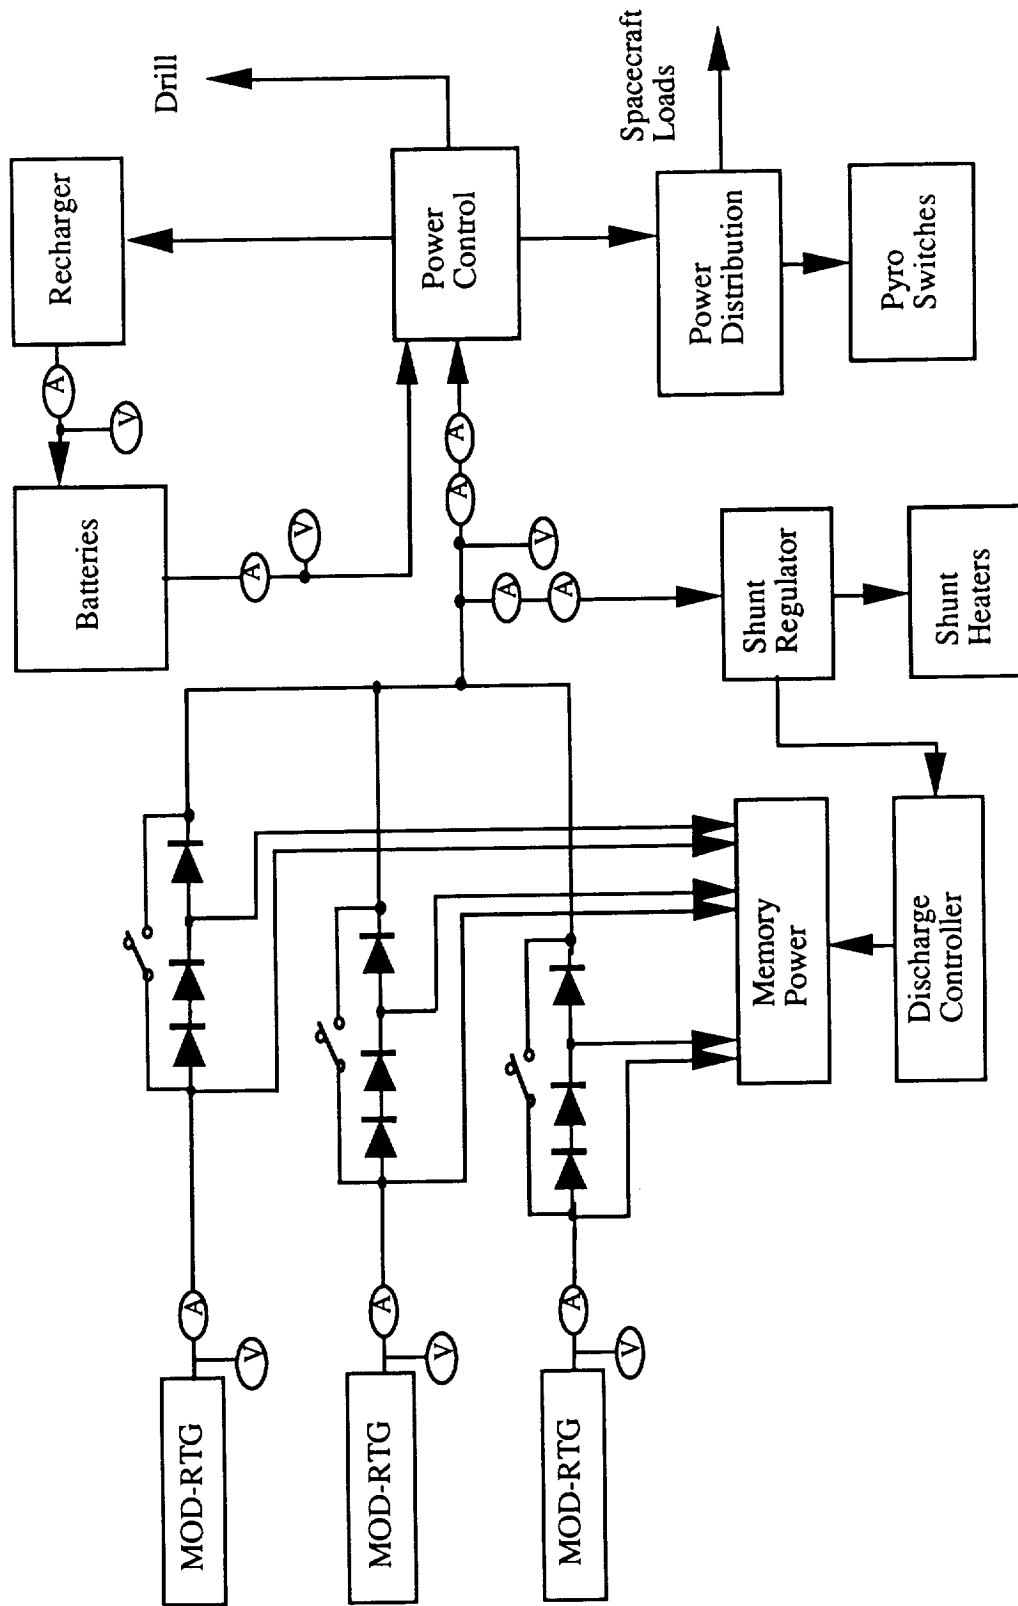 MOD-RTG
V
A
MOD-RTG
V
A
MOD-RTG
V
A
Batteries
A
V
V
A
Recharger
Drill
Power
Control
A
A
V
A
A
Memory
Power
Discharge
Controller
Shunt
Regulator
Shunt
Heaters
Power
Distribution
Pyro
Switches
Spacecraft
Loads